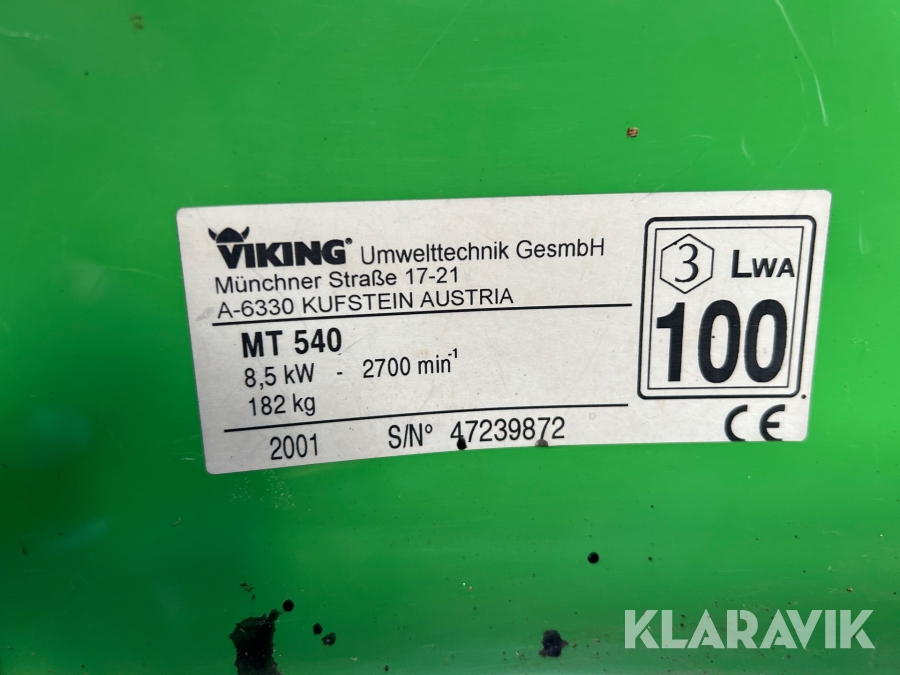 VIKING® Umwelttechnik GesmbH
Münchner Straße 17-21
A-6330 KUFSTEIN AUSTRIA
MT 540
8,5 kW - 2700 min-1
182 kg
2001 S/N° 47239872
3 LWA
100
CE
KLARAVIK